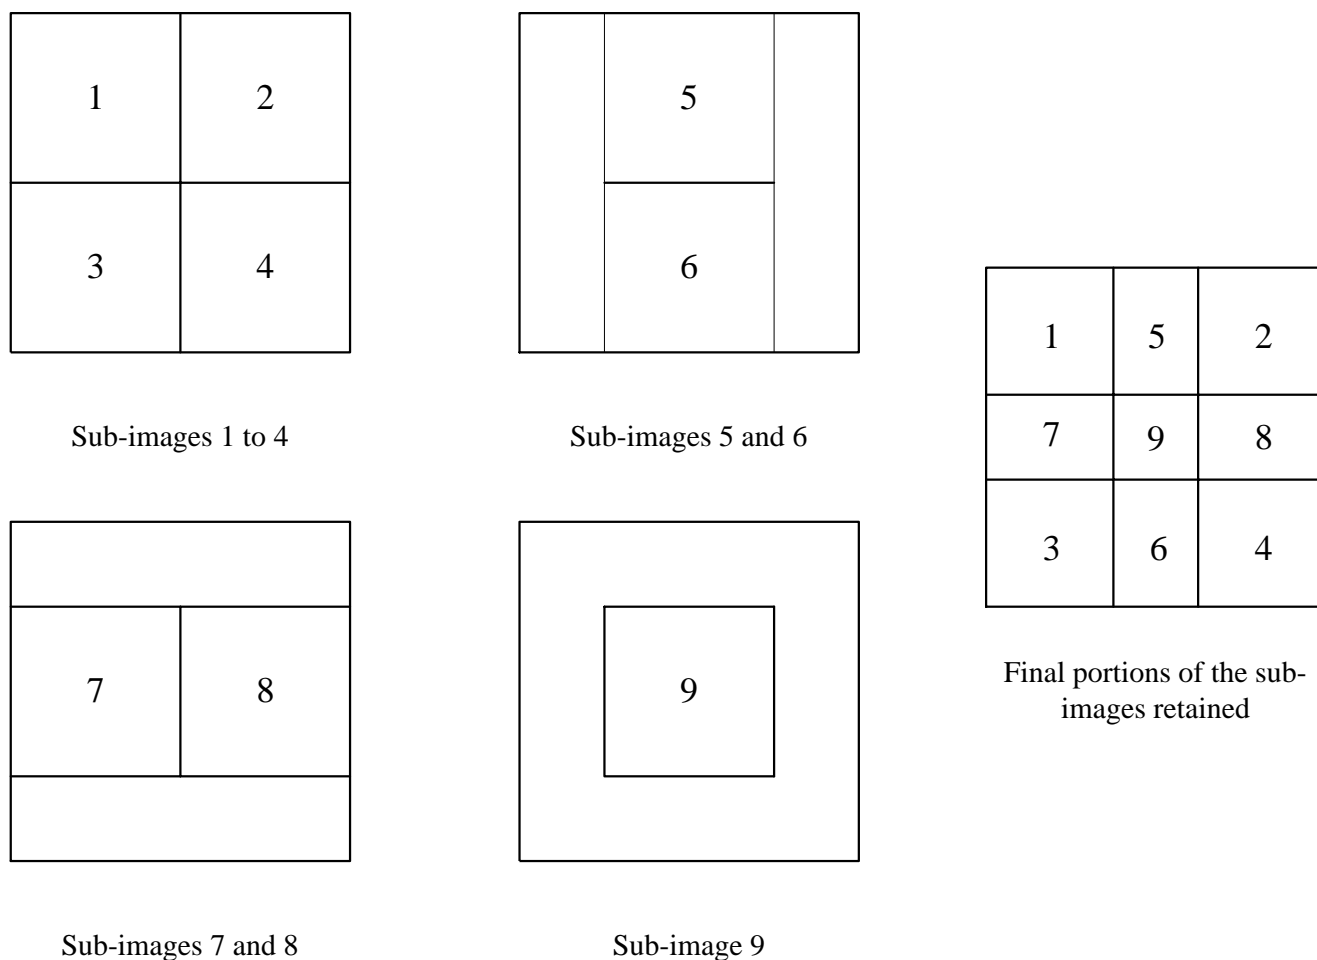 1 2
3 4
Sub-images 1 to 4
5
6
Sub-images 5 and 6
7 8
Sub-images 7 and 8
9
Sub-image 9
1 5 2
7 9 8
3 6 4
Final portions of the sub-
images retained